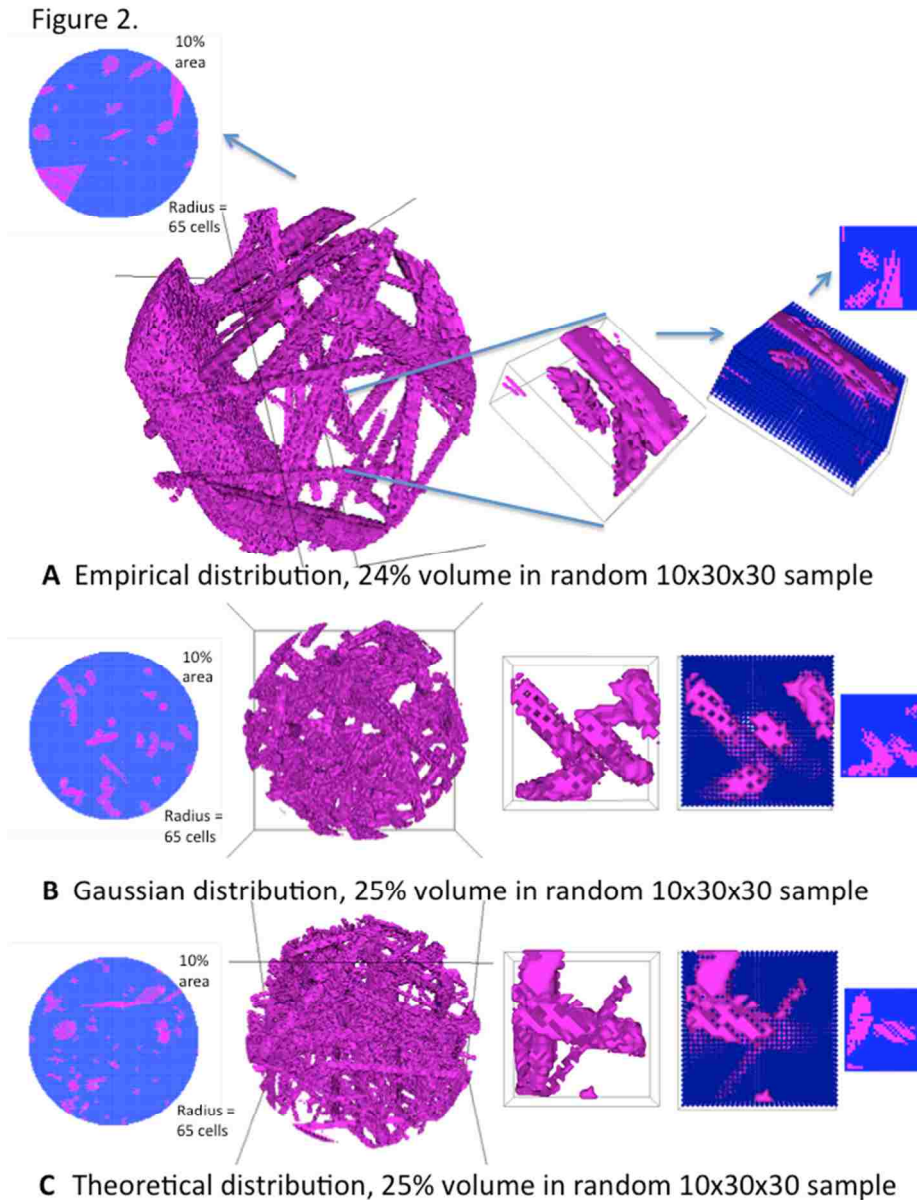 Figure 2.
10%
area
Radius =
65 cells
A Empirical distribution, 24% volume in random 10x30x30 sample
10%
area
Radius =
65 cells
B Gaussian distribution, 25% volume in random 10x30x30 sample
10%
area
Radius =
65 cells
C Theoretical distribution, 25% volume in random 10x30x30 sample